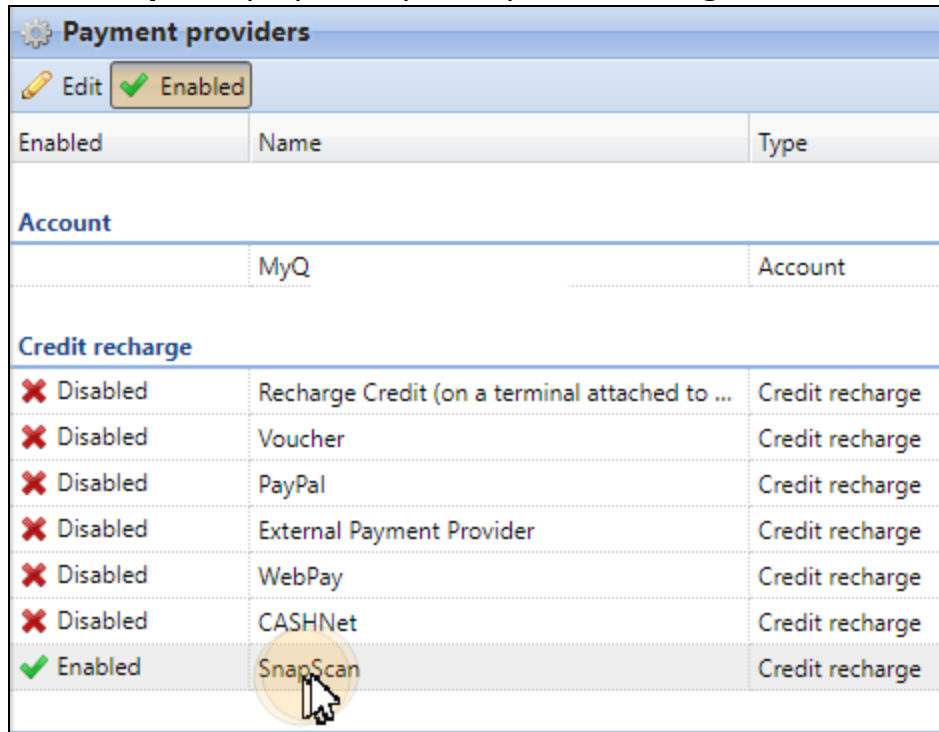 Payment providers
Edit Enabled
Enabled Name Type
Account
MyQ Account
Credit recharge
Disabled Recharge Credit (on a terminal attached to ... Credit recharge
Disabled Voucher Credit recharge
Disabled PayPal Credit recharge
Disabled External Payment Provider Credit recharge
Disabled WebPay Credit recharge
Disabled CASHNet Credit recharge
Enabled SnapScan Credit recharge